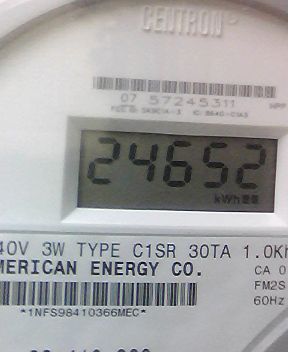 CENTRON
07 57245311
24652
kWh
40V 3W TYPE C1SR 30TA 1.0Kh
MERICAN ENERGY CO.
CA 0
FM2S
60Hz
*1NFS98410366MEC*